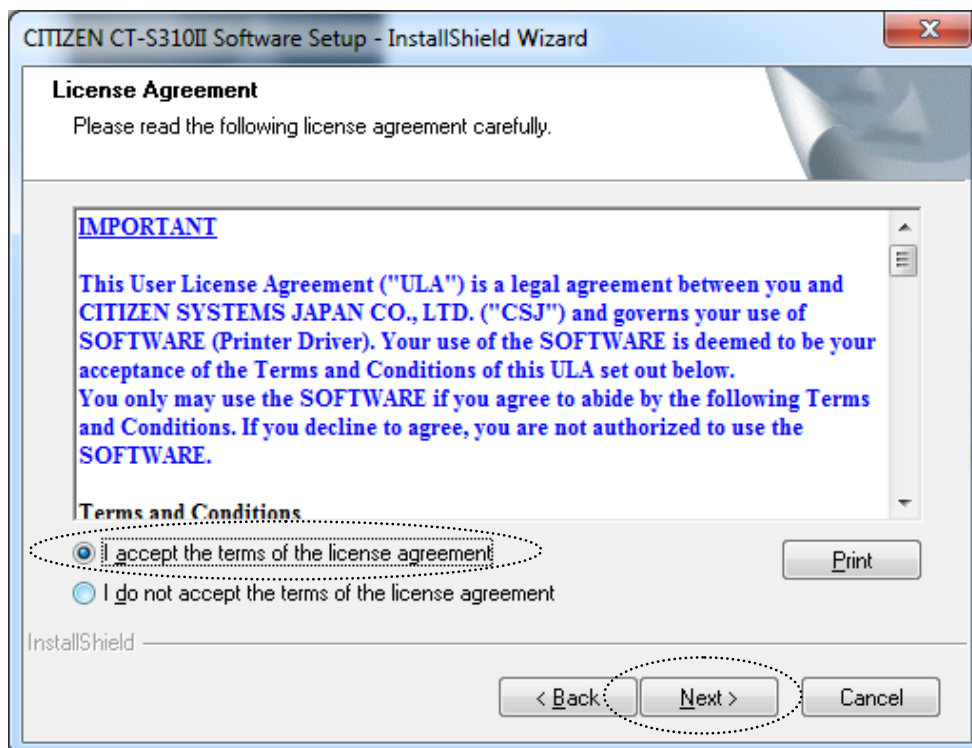 CITIZEN CT-S310II Software Setup - InstallShield Wizard
License Agreement
Please read the following license agreement carefully.
IMPORTANT
This User License Agreement ("ULA") is a legal agreement between you and
CITIZEN SYSTEMS JAPAN CO., LTD. ("CSJ") and governs your use of
SOFTWARE (Printer Driver). Your use of the SOFTWARE is deemed to be your
acceptance of the Terms and Conditions of this ULA set out below.
You only may use the SOFTWARE if you agree to abide by the following Terms
and Conditions. If you decline to agree, you are not authorized to use the
SOFTWARE.
Terms and Conditions
I accept the terms of the license agreement
Print
I do not accept the terms of the license agreement
InstallShield
< Back
Next >
Cancel